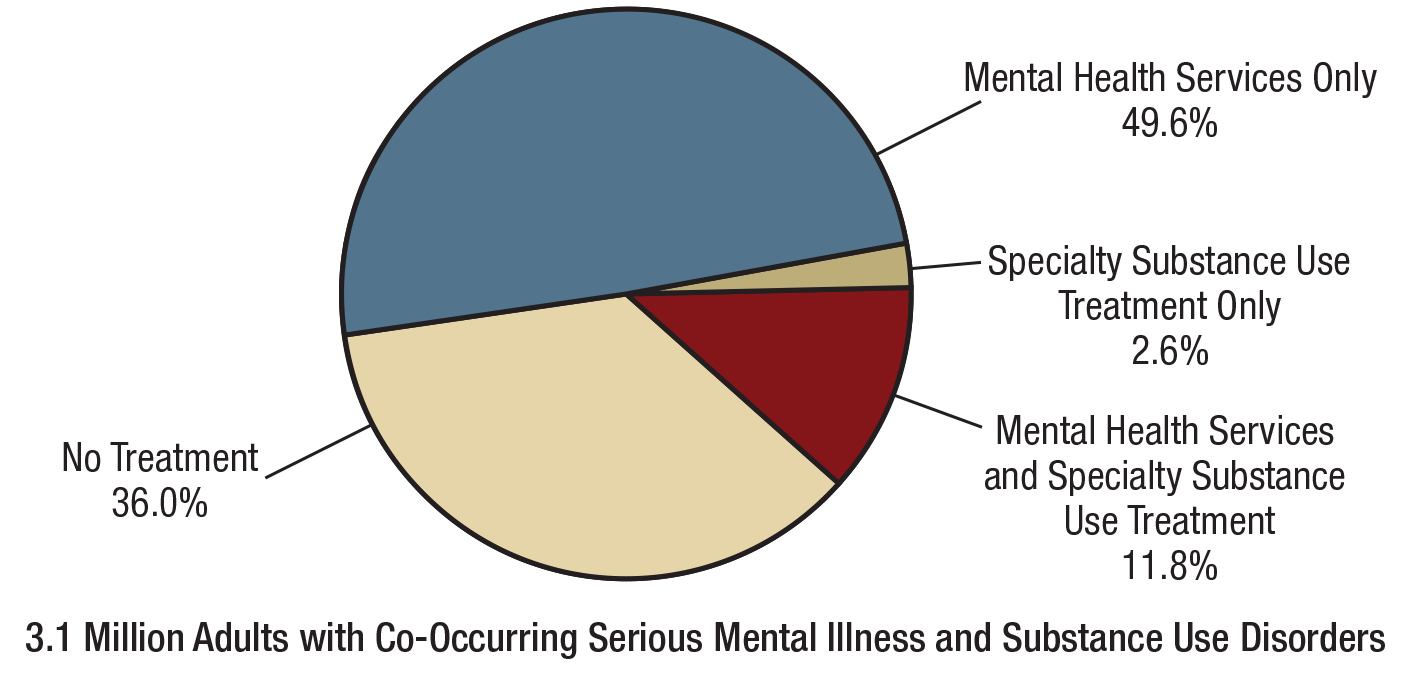 Mental Health Services Only
49.6%
Specialty Substance Use
Treatment Only
2.6%
Mental Health Services
and Specialty Substance
Use Treatment
11.8%
No Treatment
36.0%
3.1 Million Adults with Co-Occurring Serious Mental Illness and Substance Use Disorders